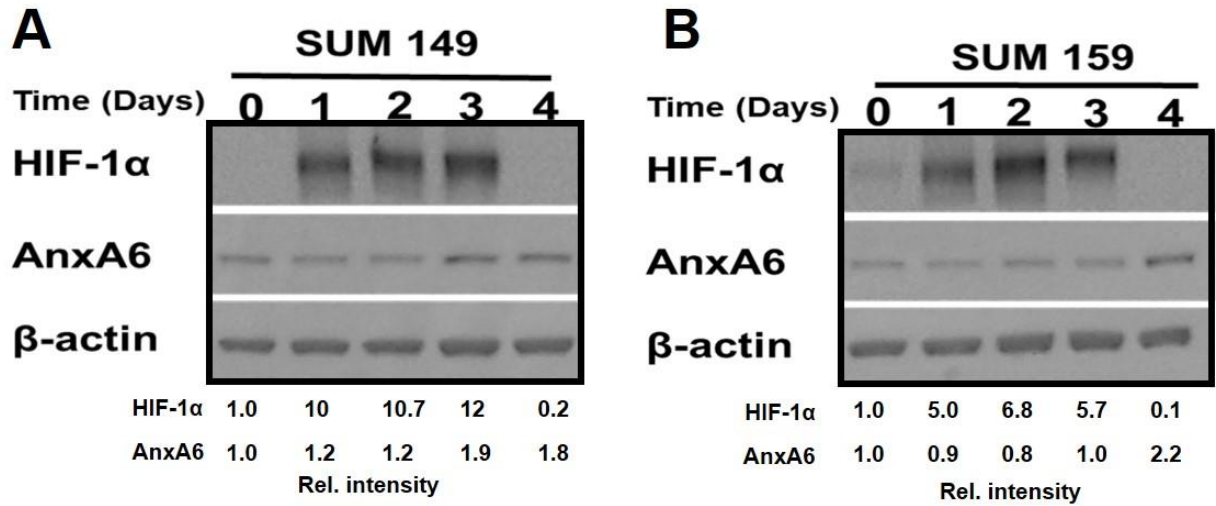 A
SUM 149
Time (Days) 0 1 2 3 4
HIF-1α
AnxA6
β-actin
HIF-1α 1.0 10 10.7 12 0.2
AnxA6 1.0 1.2 1.2 1.9 1.8
Rel. intensity
B
SUM 159
Time (Days) 0 1 2 3 4
HIF-1α
AnxA6
β-actin
HIF-1α 1.0 5.0 6.8 5.7 0.1
AnxA6 1.0 0.9 0.8 1.0 2.2
Rel. intensity